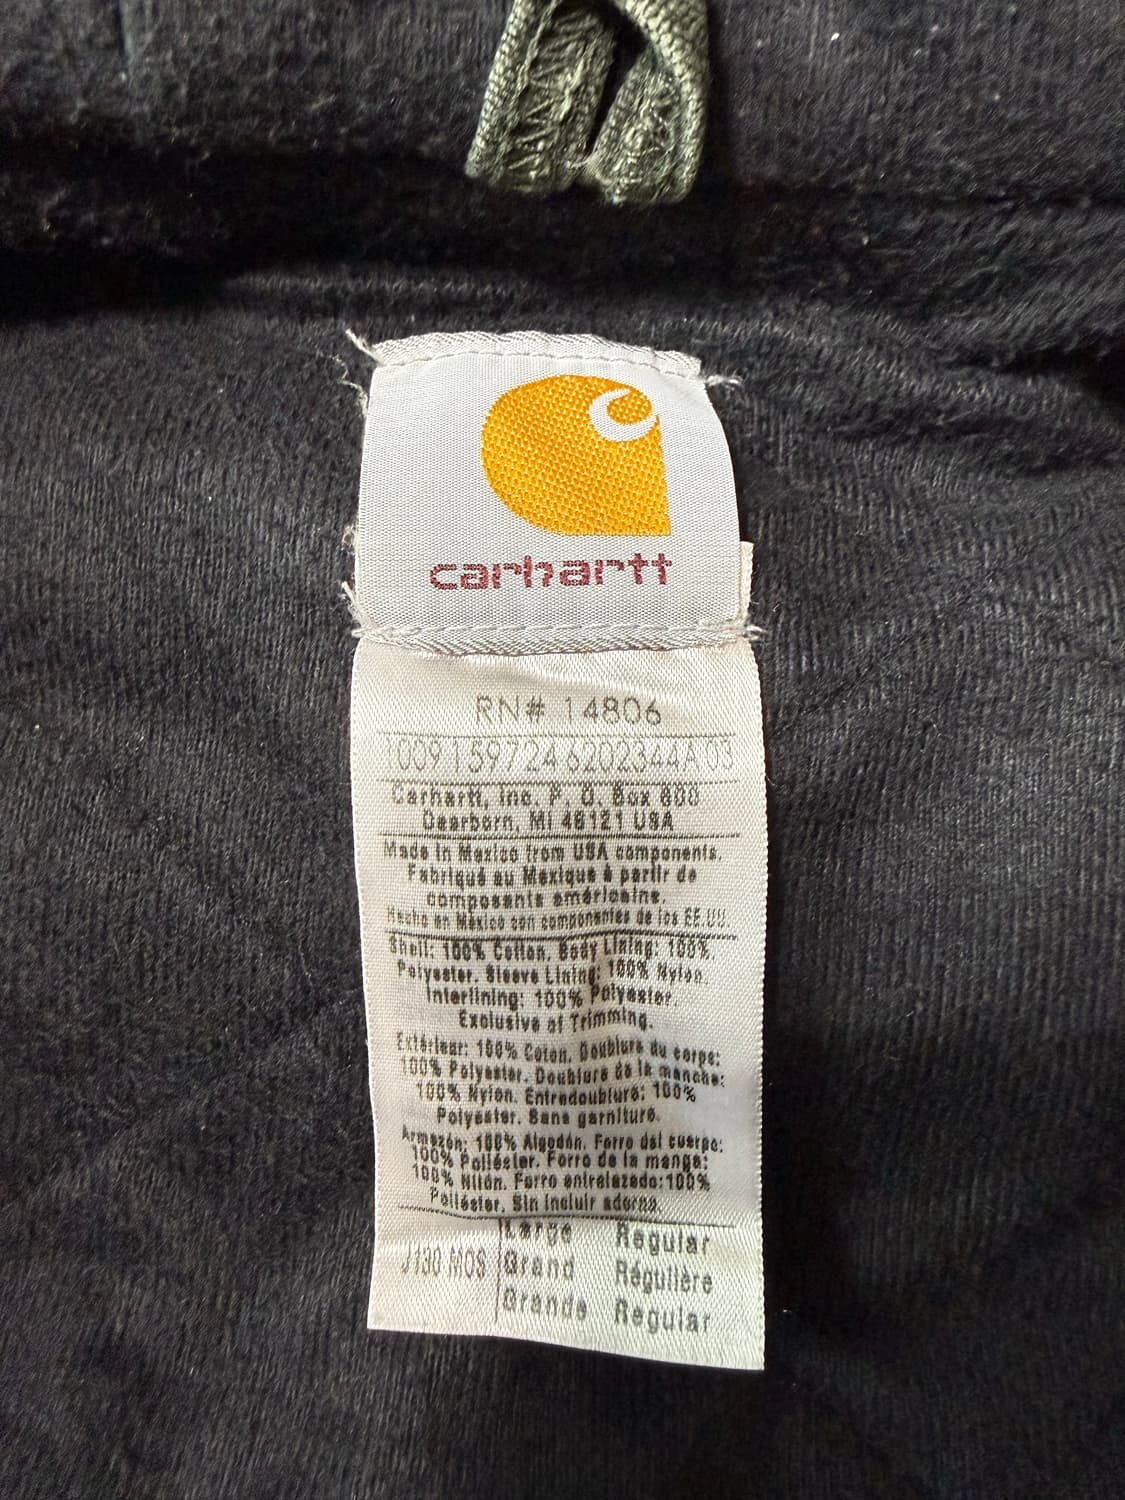 carhartt
RN# 14806
1009159724 6202344A 03
Carhartt, Inc. P. O. Box 600
Dearborn, MI 48121 USA
Made in Mexico from USA components.
Fabriqué au Mexique à partir de
composants américains.
Hecho en México con componentes de los EE.UU.
Shell: 100% Cotton. Body Lining: 100%
Polyester. Sleeve Lining: 100% Nylon.
Interlining: 100% Polyester.
Exclusive of Trimming.
Extérieur: 100% Coton. Doublure du corps:
100% Polyester. Doublure de la manche:
100% Nylon. Entredoublure: 100%
Polyester. Sans garniture.
Armazón: 100% Algodón. Forro del cuerpo:
100% Poliéster. Forro de la manga:
100% Nilón. Forro entrelazado:100%
Poliéster. Sin incluir adorno.
Large Regular
J130 MOS Grand Régulière
Grande Regular